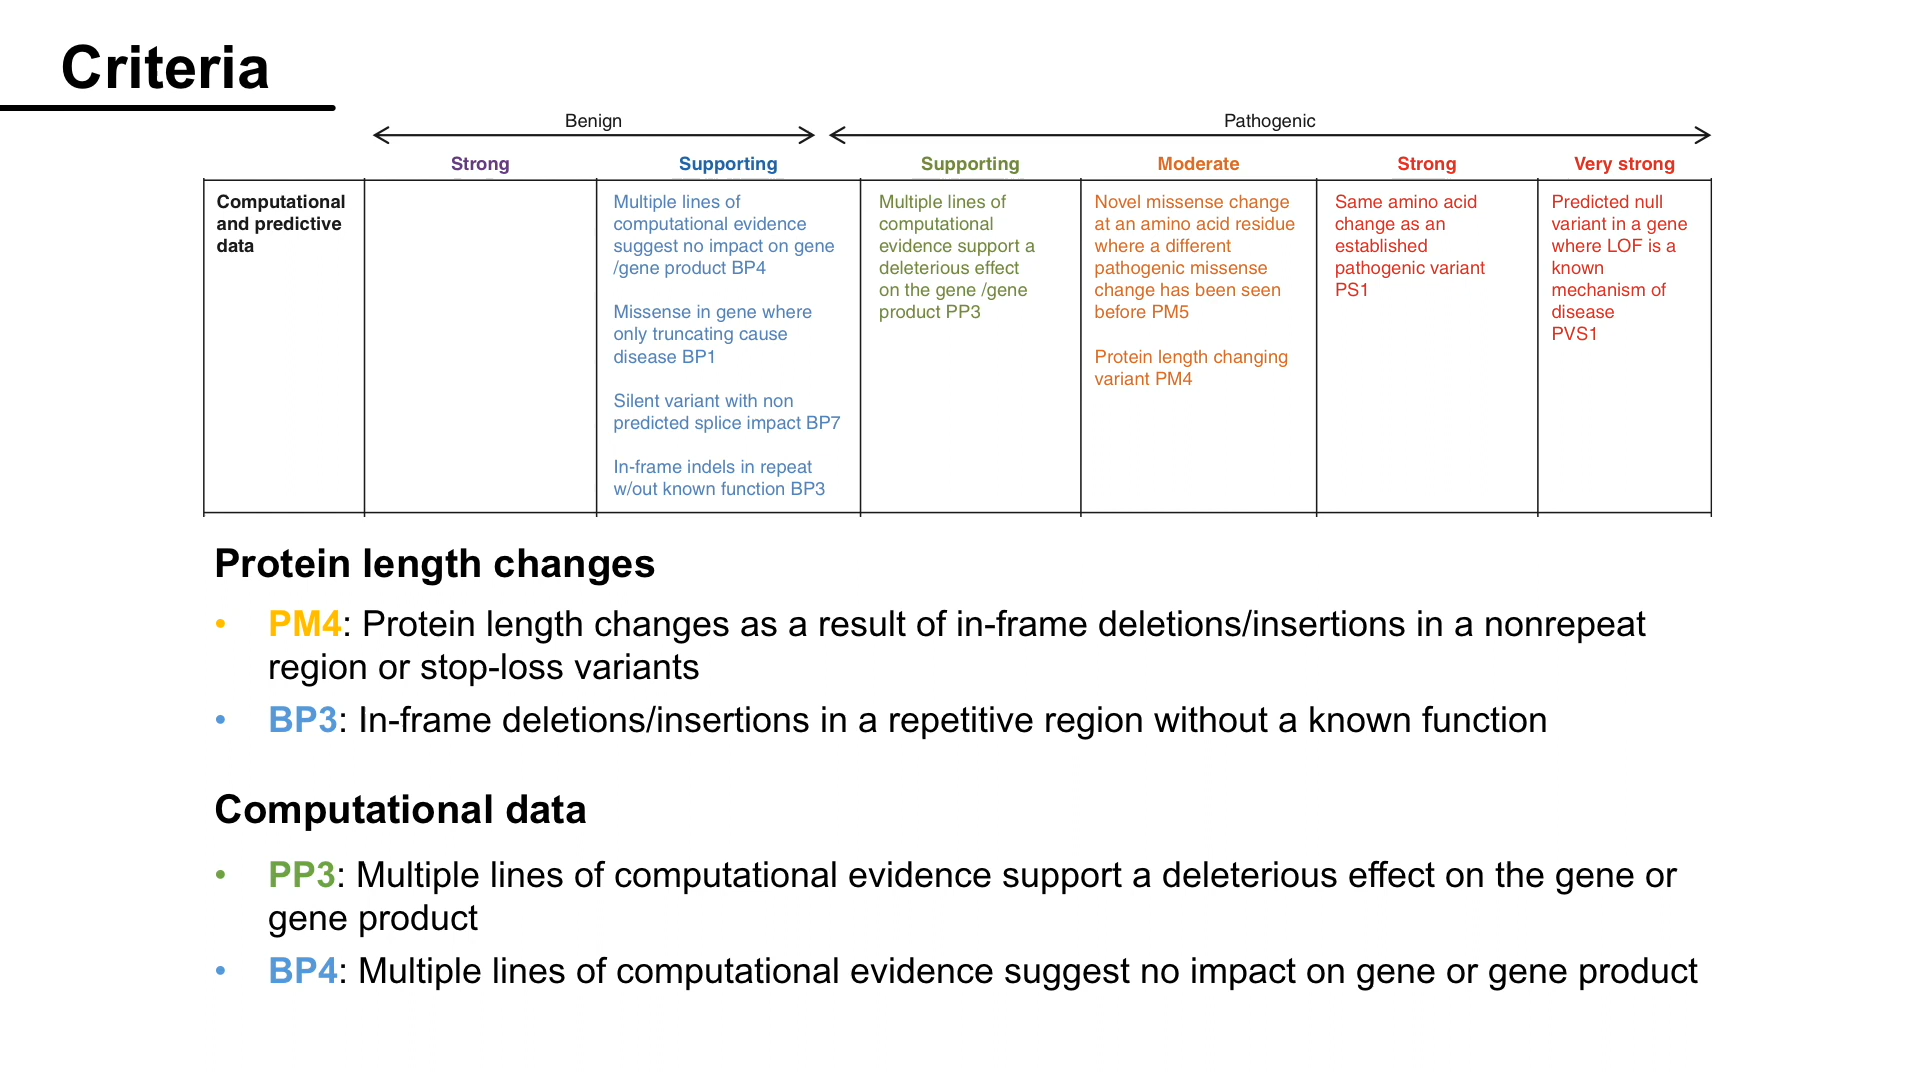 Criteria
Benign
Pathogenic
Strong
Supporting
Supporting
Moderate
Strong
Very strong
Computational
and predictive
data
Multiple lines of
computational evidence
suggest no impact on gene
/gene product BP4
Missense in gene where
only truncating cause
disease BP1
Silent variant with non
predicted splice impact BP7
In-frame indels in repeat
w/out known function BP3
Multiple lines of
computational
evidence support a
deleterious effect
on the gene /gene
product PP3
Novel missense change
at an amino acid residue
where a different
pathogenic missense
change has been seen
before PM5
Protein length changing
variant PM4
Same amino acid
change as an
established
pathogenic variant
PS1
Predicted null
variant in a gene
where LOF is a
known
mechanism of
disease
PVS1
Protein length changes
• PM4: Protein length changes as a result of in-frame deletions/insertions in a nonrepeat
region or stop-loss variants
• BP3: In-frame deletions/insertions in a repetitive region without a known function
Computational data
• PP3: Multiple lines of computational evidence support a deleterious effect on the gene or
gene product
• BP4: Multiple lines of computational evidence suggest no impact on gene or gene product